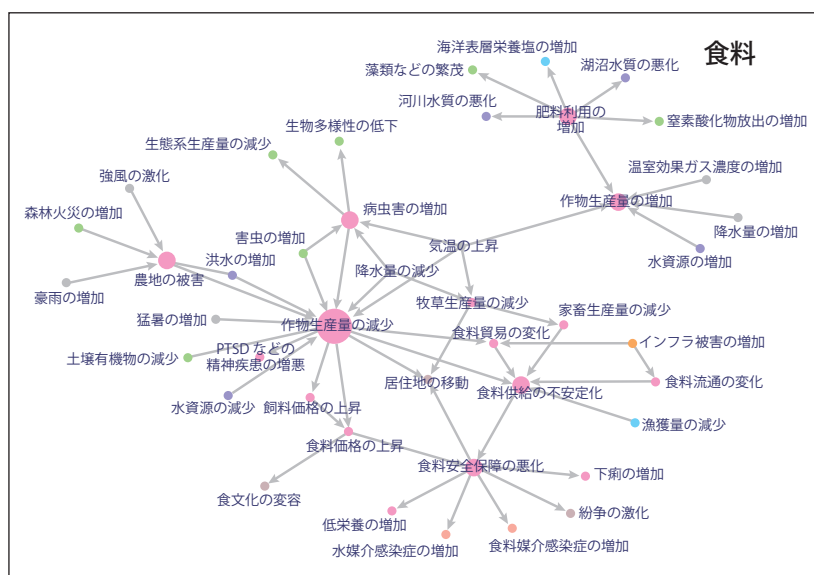 食料
海洋表層栄養塩の増加
湖沼水質の悪化
藻類などの繁茂
河川水質の悪化
肥料利用の
増加
窒素酸化物放出の増加
生物多様性の低下
生態系生産量の減少
温室効果ガス濃度の増加
強風の激化
作物生産量の増加
森林火災の増加
病虫害の増加
降水量の増加
害虫の増加
気温の上昇
洪水の増加
水資源の増加
農地の被害
降水量の減少
豪雨の増加
牧草生産量の減少
家畜生産量の減少
猛暑の増加
作物生産量の減少
食料貿易の変化
インフラ被害の増加
土壌有機物の減少
PTSDなどの
精神疾患の増悪
居住地の移動
食料供給の不安定化
食料流通の変化
水資源の減少
飼料価格の上昇
漁獲量の減少
食料価格の上昇
食料安全保障の悪化
下痢の増加
食文化の変容
低栄養の増加
紛争の激化
水媒介感染症の増加
食料媒介感染症の増加